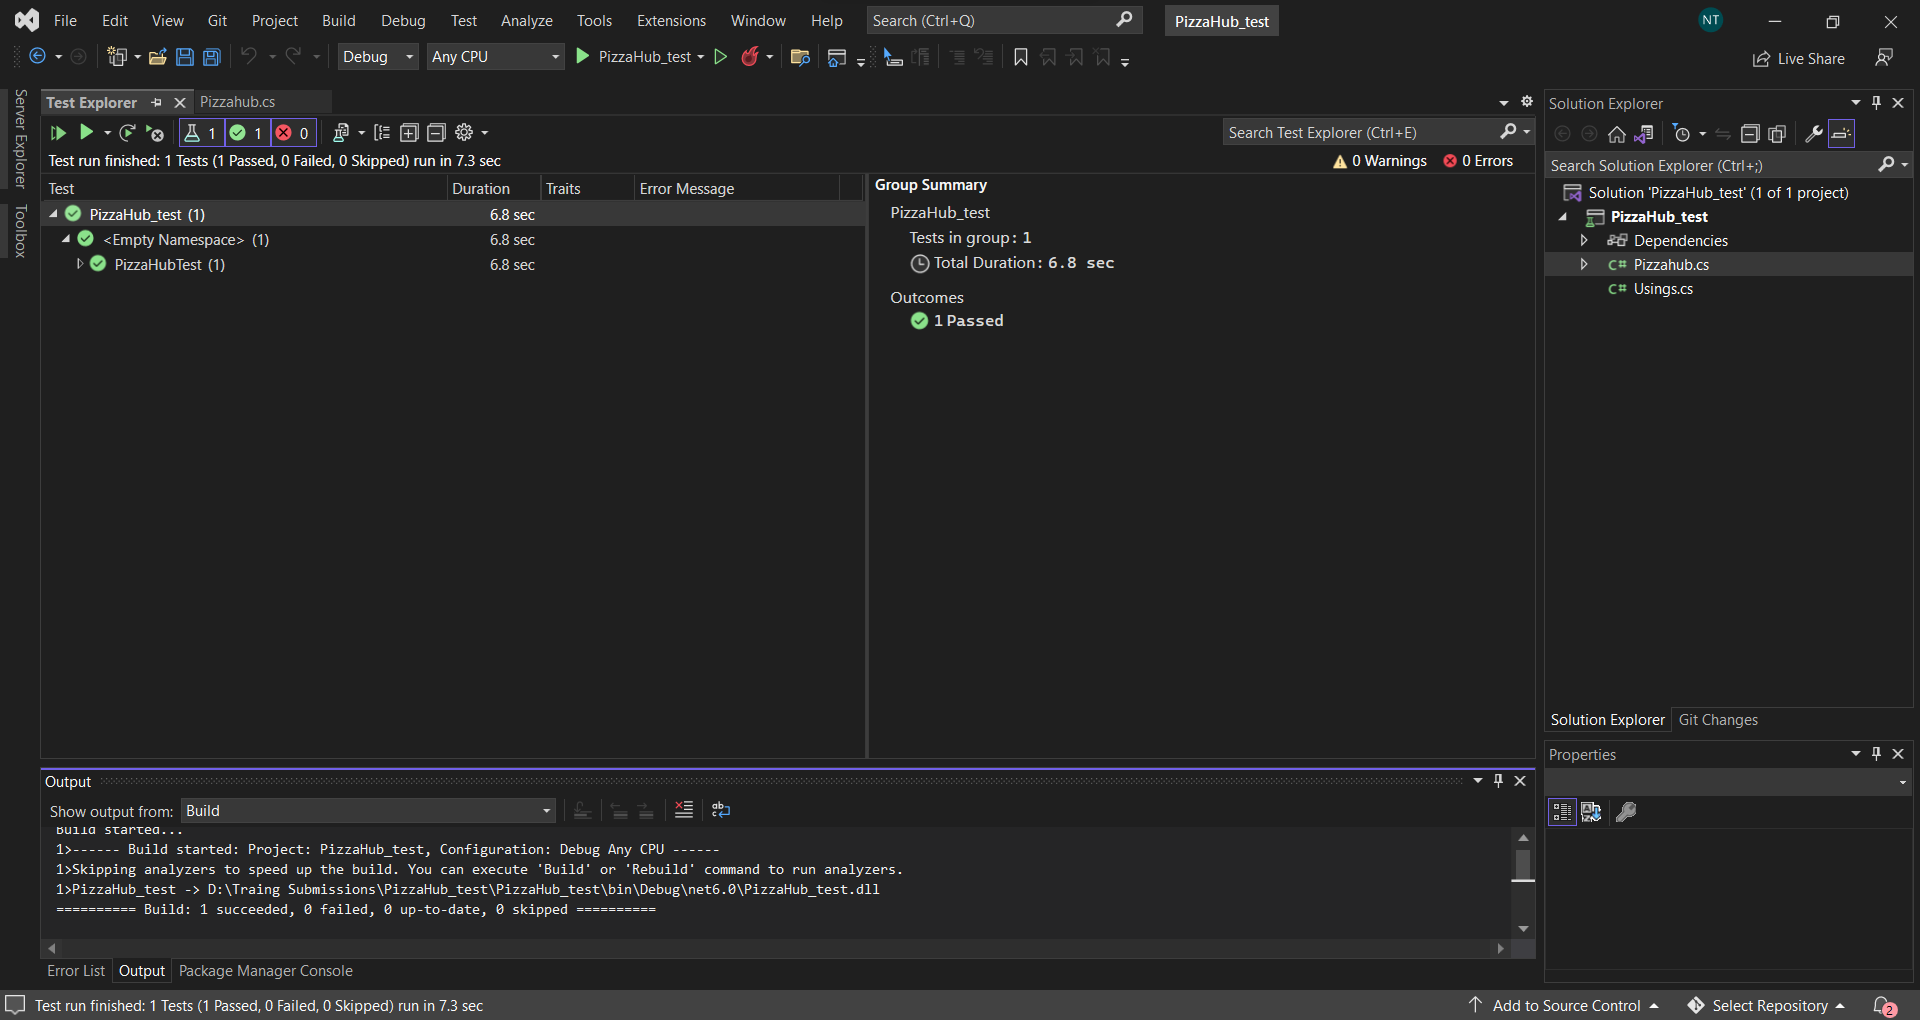 File Edit View Git Project Build Debug Test Analyze Tools Extensions Window Help Search (Ctrl+Q) PizzaHub_test NT
Debug Any CPU PizzaHub_test Live Share
Server Explorer
Toolbox
Test Explorer Pizzahub.cs
1 1 0 Search Test Explorer (Ctrl+E)
Test run finished: 1 Tests (1 Passed, 0 Failed, 0 Skipped) run in 7.3 sec 0 Warnings 0 Errors
Test Duration Traits Error Message
PizzaHub_test (1) 6.8 sec
<Empty Namespace> (1) 6.8 sec
PizzaHubTest (1) 6.8 sec
Group Summary
PizzaHub_test
Tests in group: 1
Total Duration: 6.8 sec
Outcomes
1 Passed
Solution Explorer
Search Solution Explorer (Ctrl+;)
Solution 'PizzaHub_test' (1 of 1 project)
PizzaHub_test
Dependencies
C# Pizzahub.cs
C# Usings.cs
Solution Explorer Git Changes
Properties
Output
Show output from: Build
Build started...
1>------ Build started: Project: PizzaHub_test, Configuration: Debug Any CPU ------
1>Skipping analyzers to speed up the build. You can execute 'Build' or 'Rebuild' command to run analyzers.
1>PizzaHub_test -> D:\Traing Submissions\PizzaHub_test\PizzaHub_test\bin\Debug\net6.0\PizzaHub_test.dll
========== Build: 1 succeeded, 0 failed, 0 up-to-date, 0 skipped ==========
Error List Output Package Manager Console
Test run finished: 1 Tests (1 Passed, 0 Failed, 0 Skipped) run in 7.3 sec Add to Source Control Select Repository 2